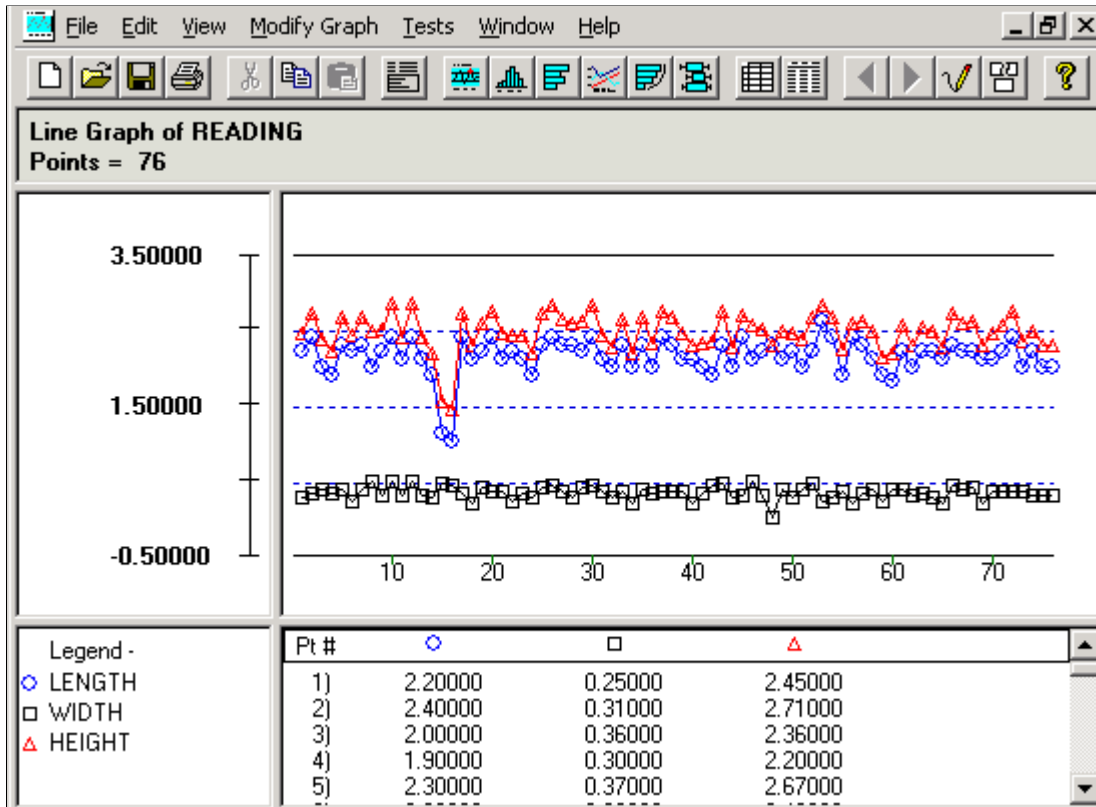 File Edit View Modify Graph Tests Window Help
Line Graph of READING
Points = 76
3.50000
1.50000
-0.50000
10 20 30 40 50 60 70
Legend -
LENGTH
WIDTH
HEIGHT
Pt #
1) 2.20000 0.25000 2.45000
2) 2.40000 0.31000 2.71000
3) 2.00000 0.36000 2.36000
4) 1.90000 0.30000 2.20000
5) 2.30000 0.37000 2.67000